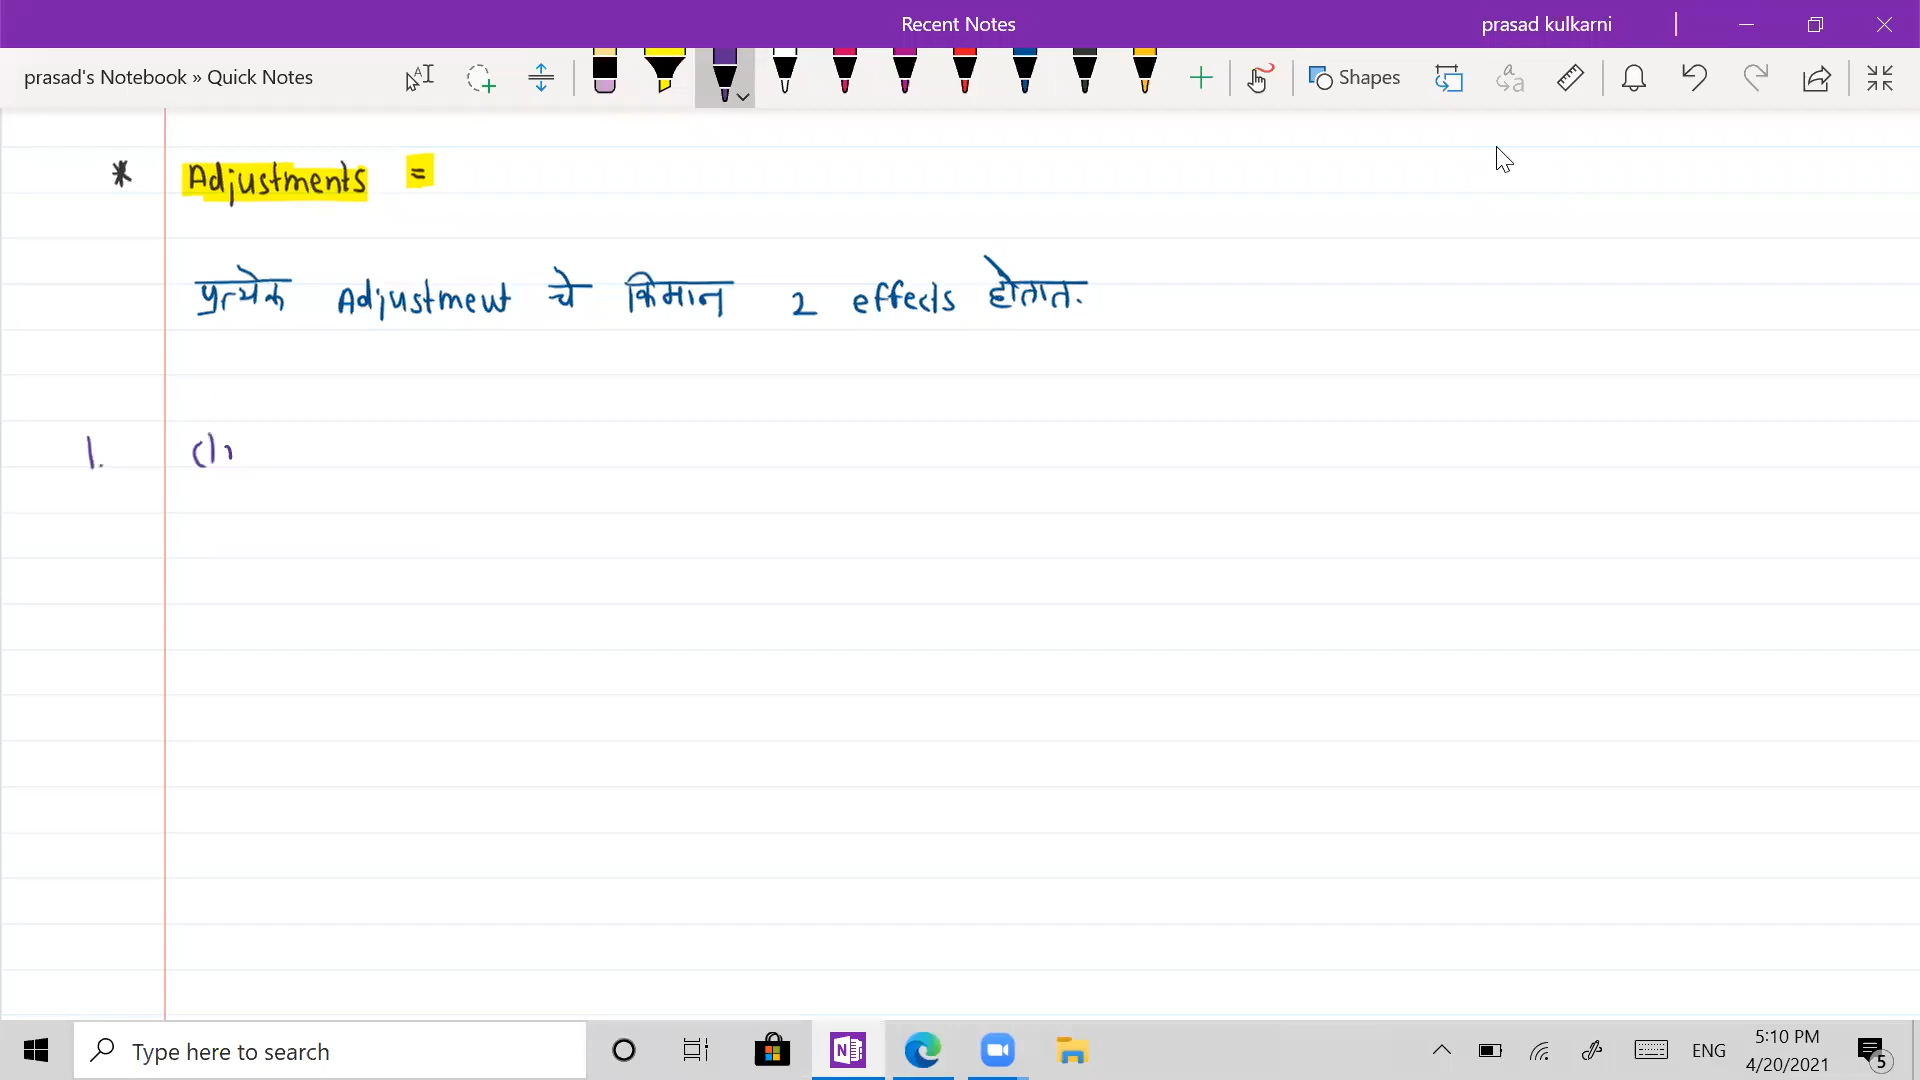 Recent Notes
prasad kulkarni
prasad's Notebook » Quick Notes
Shapes
* Adjustments =
प्रत्येक Adjustment चे किमान 2 effects होतात.
1.
Type here to search
ENG
5:10 PM
4/20/2021
5